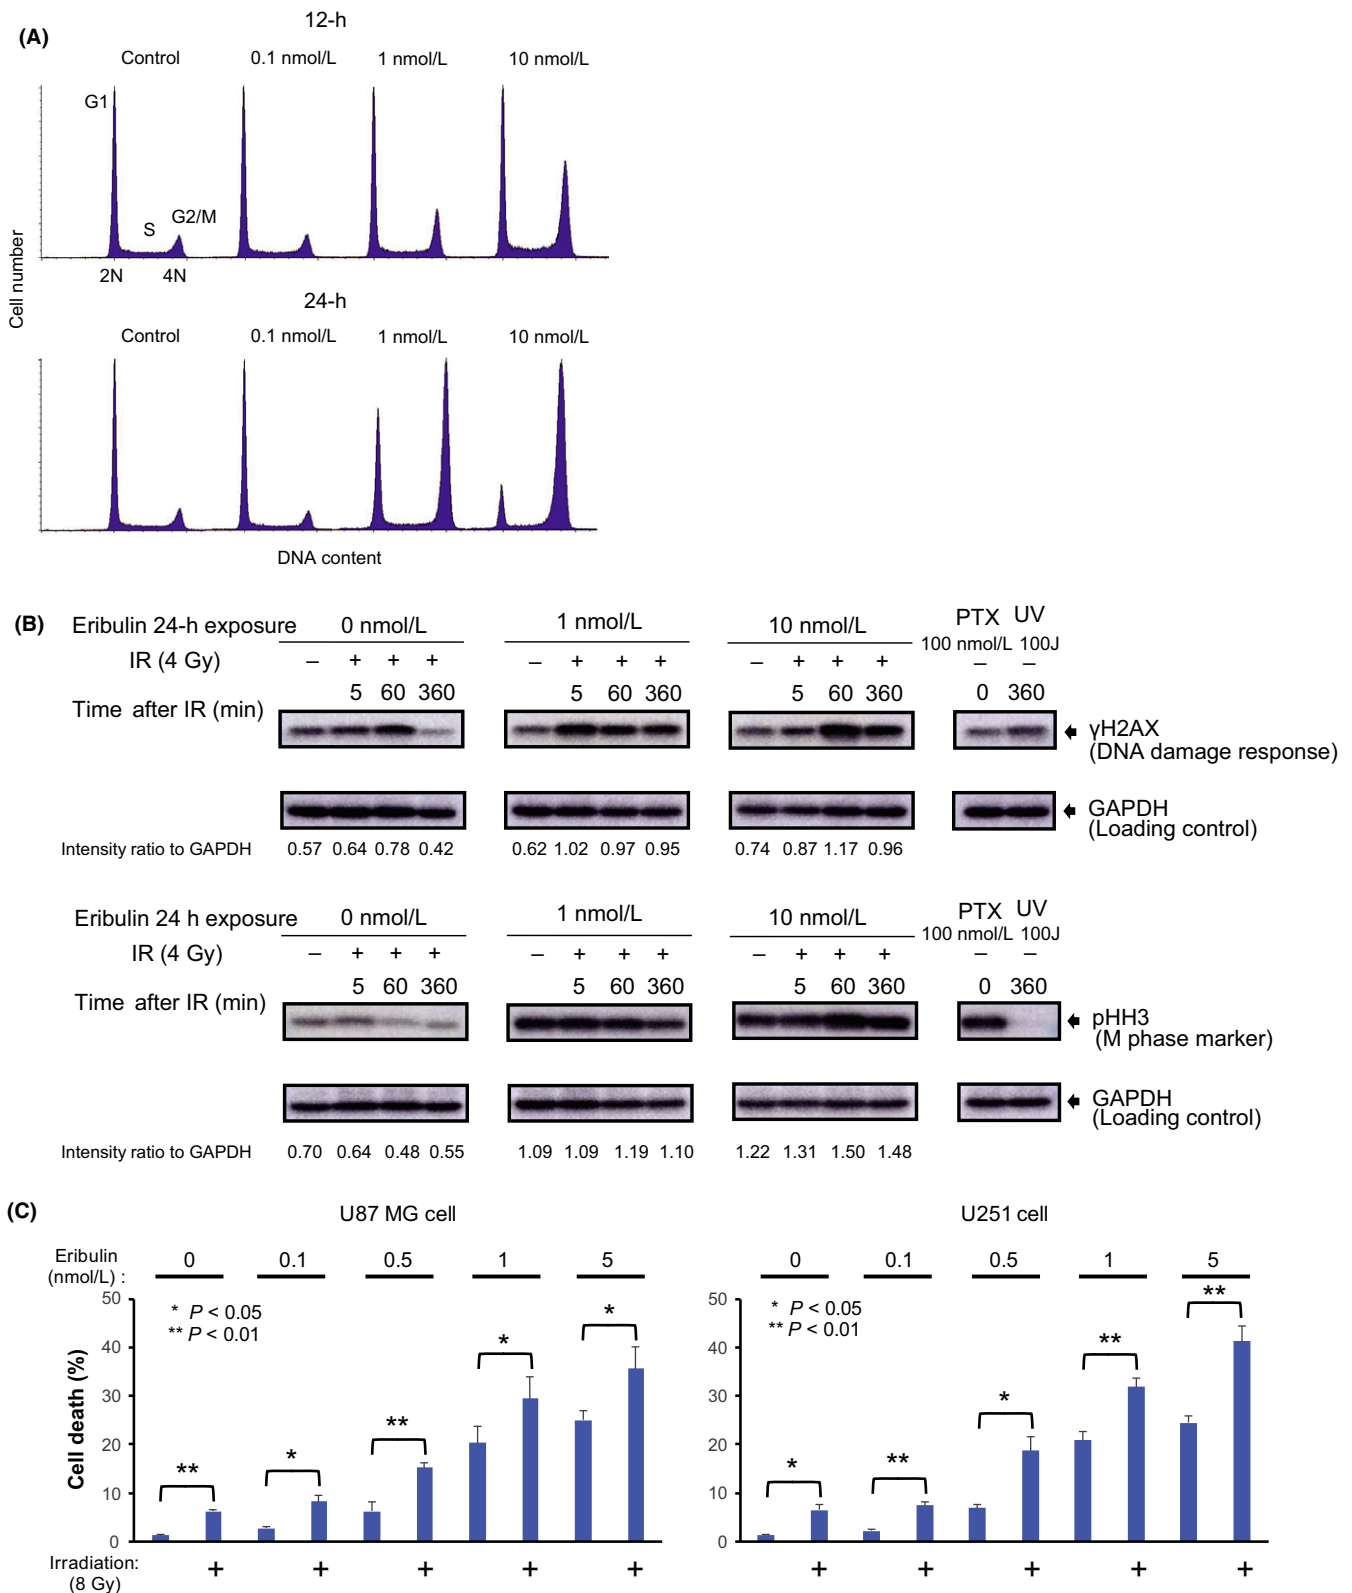 (A)
12-h
Control 0.1 nmol/L 1 nmol/L 10 nmol/L
G1
S
G2/M
2N 4N
Cell number
24-h
Control 0.1 nmol/L 1 nmol/L 10 nmol/L
DNA content
(B)
Eribulin 24-h exposure 0 nmol/L 1 nmol/L 10 nmol/L PTX UV
100 nmol/L 100J
IR (4 Gy) – + + + – + + + – + + + – –
Time after IR (min) 5 60 360 5 60 360 5 60 360 0 360
γH2AX
(DNA damage response)
GAPDH
(Loading control)
Intensity ratio to GAPDH 0.57 0.64 0.78 0.42 0.62 1.02 0.97 0.95 0.74 0.87 1.17 0.96
Eribulin 24 h exposure 0 nmol/L 1 nmol/L 10 nmol/L PTX UV
100 nmol/L 100J
IR (4 Gy) – + + + – + + + – + + + – –
Time after IR (min) 5 60 360 5 60 360 5 60 360 0 360
pHH3
(M phase marker)
GAPDH
(Loading control)
Intensity ratio to GAPDH 0.70 0.64 0.48 0.55 1.09 1.09 1.19 1.10 1.22 1.31 1.50 1.48
(C)
U87 MG cell
Eribulin
(nmol/L) :
0 0.1 0.5 1 5
* P < 0.05
** P < 0.01
50
40
30
20
10
0
Cell death (%)
** * ** * *
Irradiation:
(8 Gy)
+ + + + +
U251 cell
0 0.1 0.5 1 5
* P < 0.05
** P < 0.01
50
40
30
20
10
0
* ** * ** **
+ + + + +